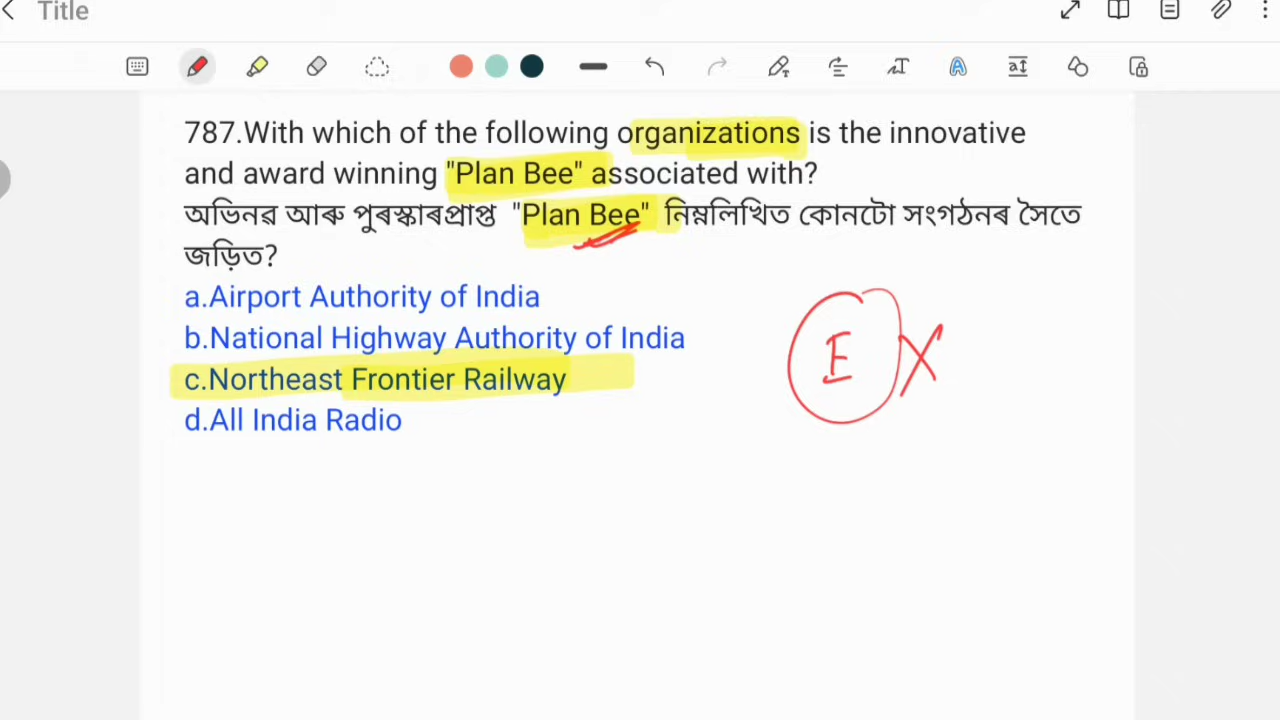 Title
787.With which of the following organizations is the innovative
and award winning "Plan Bee" associated with?
অভিনৱ আৰু পুৰস্কাৰপ্ৰাপ্ত "Plan Bee" নিম্নলিখিত কোনটো সংগঠনৰ সৈতে
জড়িত?
a.Airport Authority of India
b.National Highway Authority of India
c.Northeast Frontier Railway
d.All India Radio
E X